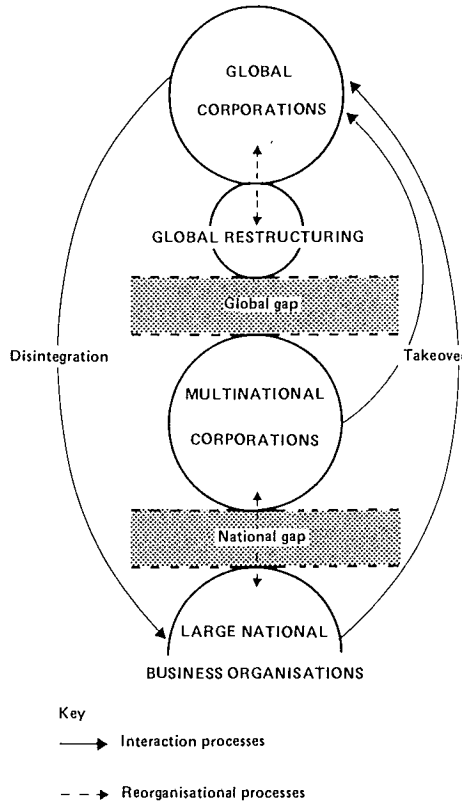 GLOBAL
CORPORATIONS
GLOBAL RESTRUCTURING
Global gap
Disintegration
Takeove
MULTINATIONAL
CORPORATIONS
National gap
LARGE NATIONAL
BUSINESS ORGANISATIONS
Key
Interaction processes
Reorganisational processes